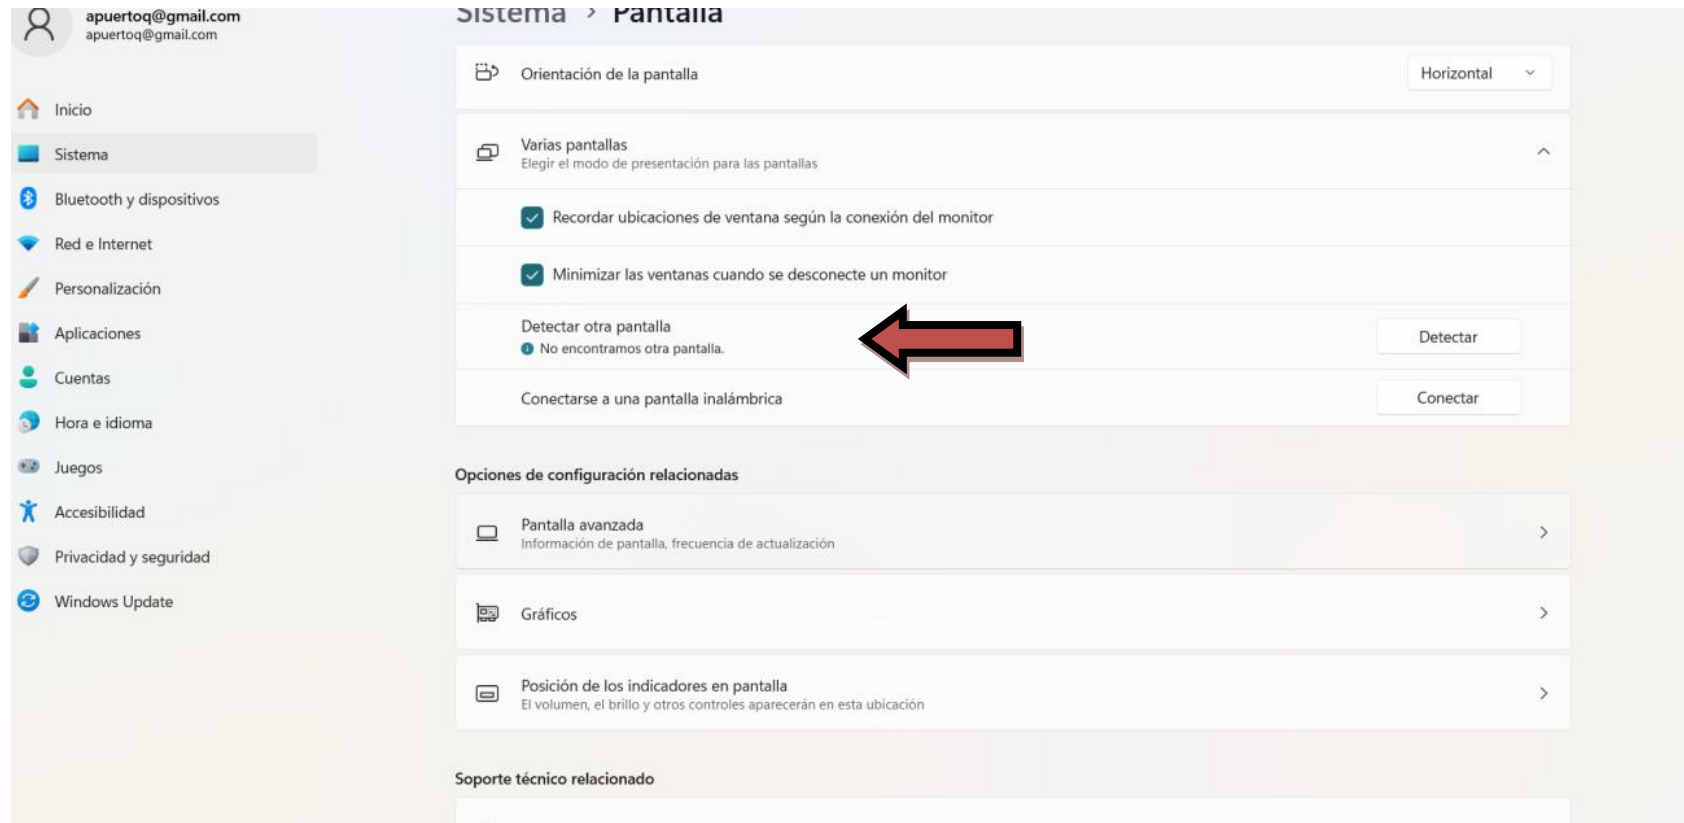 apuertoq@gmail.com
apuertoq@gmail.com
Inicio
Sistema
Bluetooth y dispositivos
Red e Internet
Personalización
Aplicaciones
Cuentas
Hora e idioma
Juegos
Accesibilidad
Privacidad y seguridad
Windows Update
Sistema > Pantalla
Orientación de la pantalla
Horizontal
Varias pantallas
Elegir el modo de presentación para las pantallas
Recordar ubicaciones de ventana según la conexión del monitor
Minimizar las ventanas cuando se desconecte un monitor
Detectar otra pantalla
No encontramos otra pantalla.
Detectar
Conectarse a una pantalla inalámbrica
Conectar
Opciones de configuración relacionadas
Pantalla avanzada
Información de pantalla, frecuencia de actualización
Gráficos
Posición de los indicadores en pantalla
El volumen, el brillo y otros controles aparecerán en esta ubicación
Soporte técnico relacionado